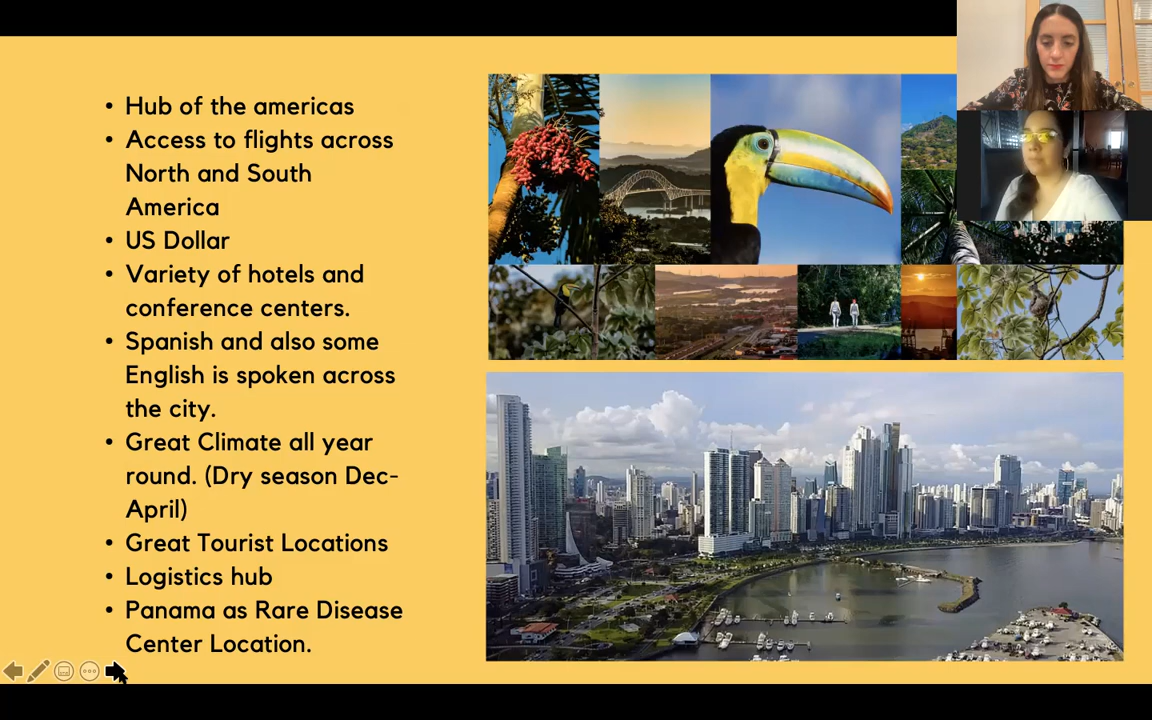 • Hub of the americas
• Access to flights across
North and South
America
• US Dollar
• Variety of hotels and
conference centers.
• Spanish and also some
English is spoken across
the city.
• Great Climate all year
round. (Dry season Dec-
April)
• Great Tourist Locations
• Logistics hub
• Panama as Rare Disease
Center Location.